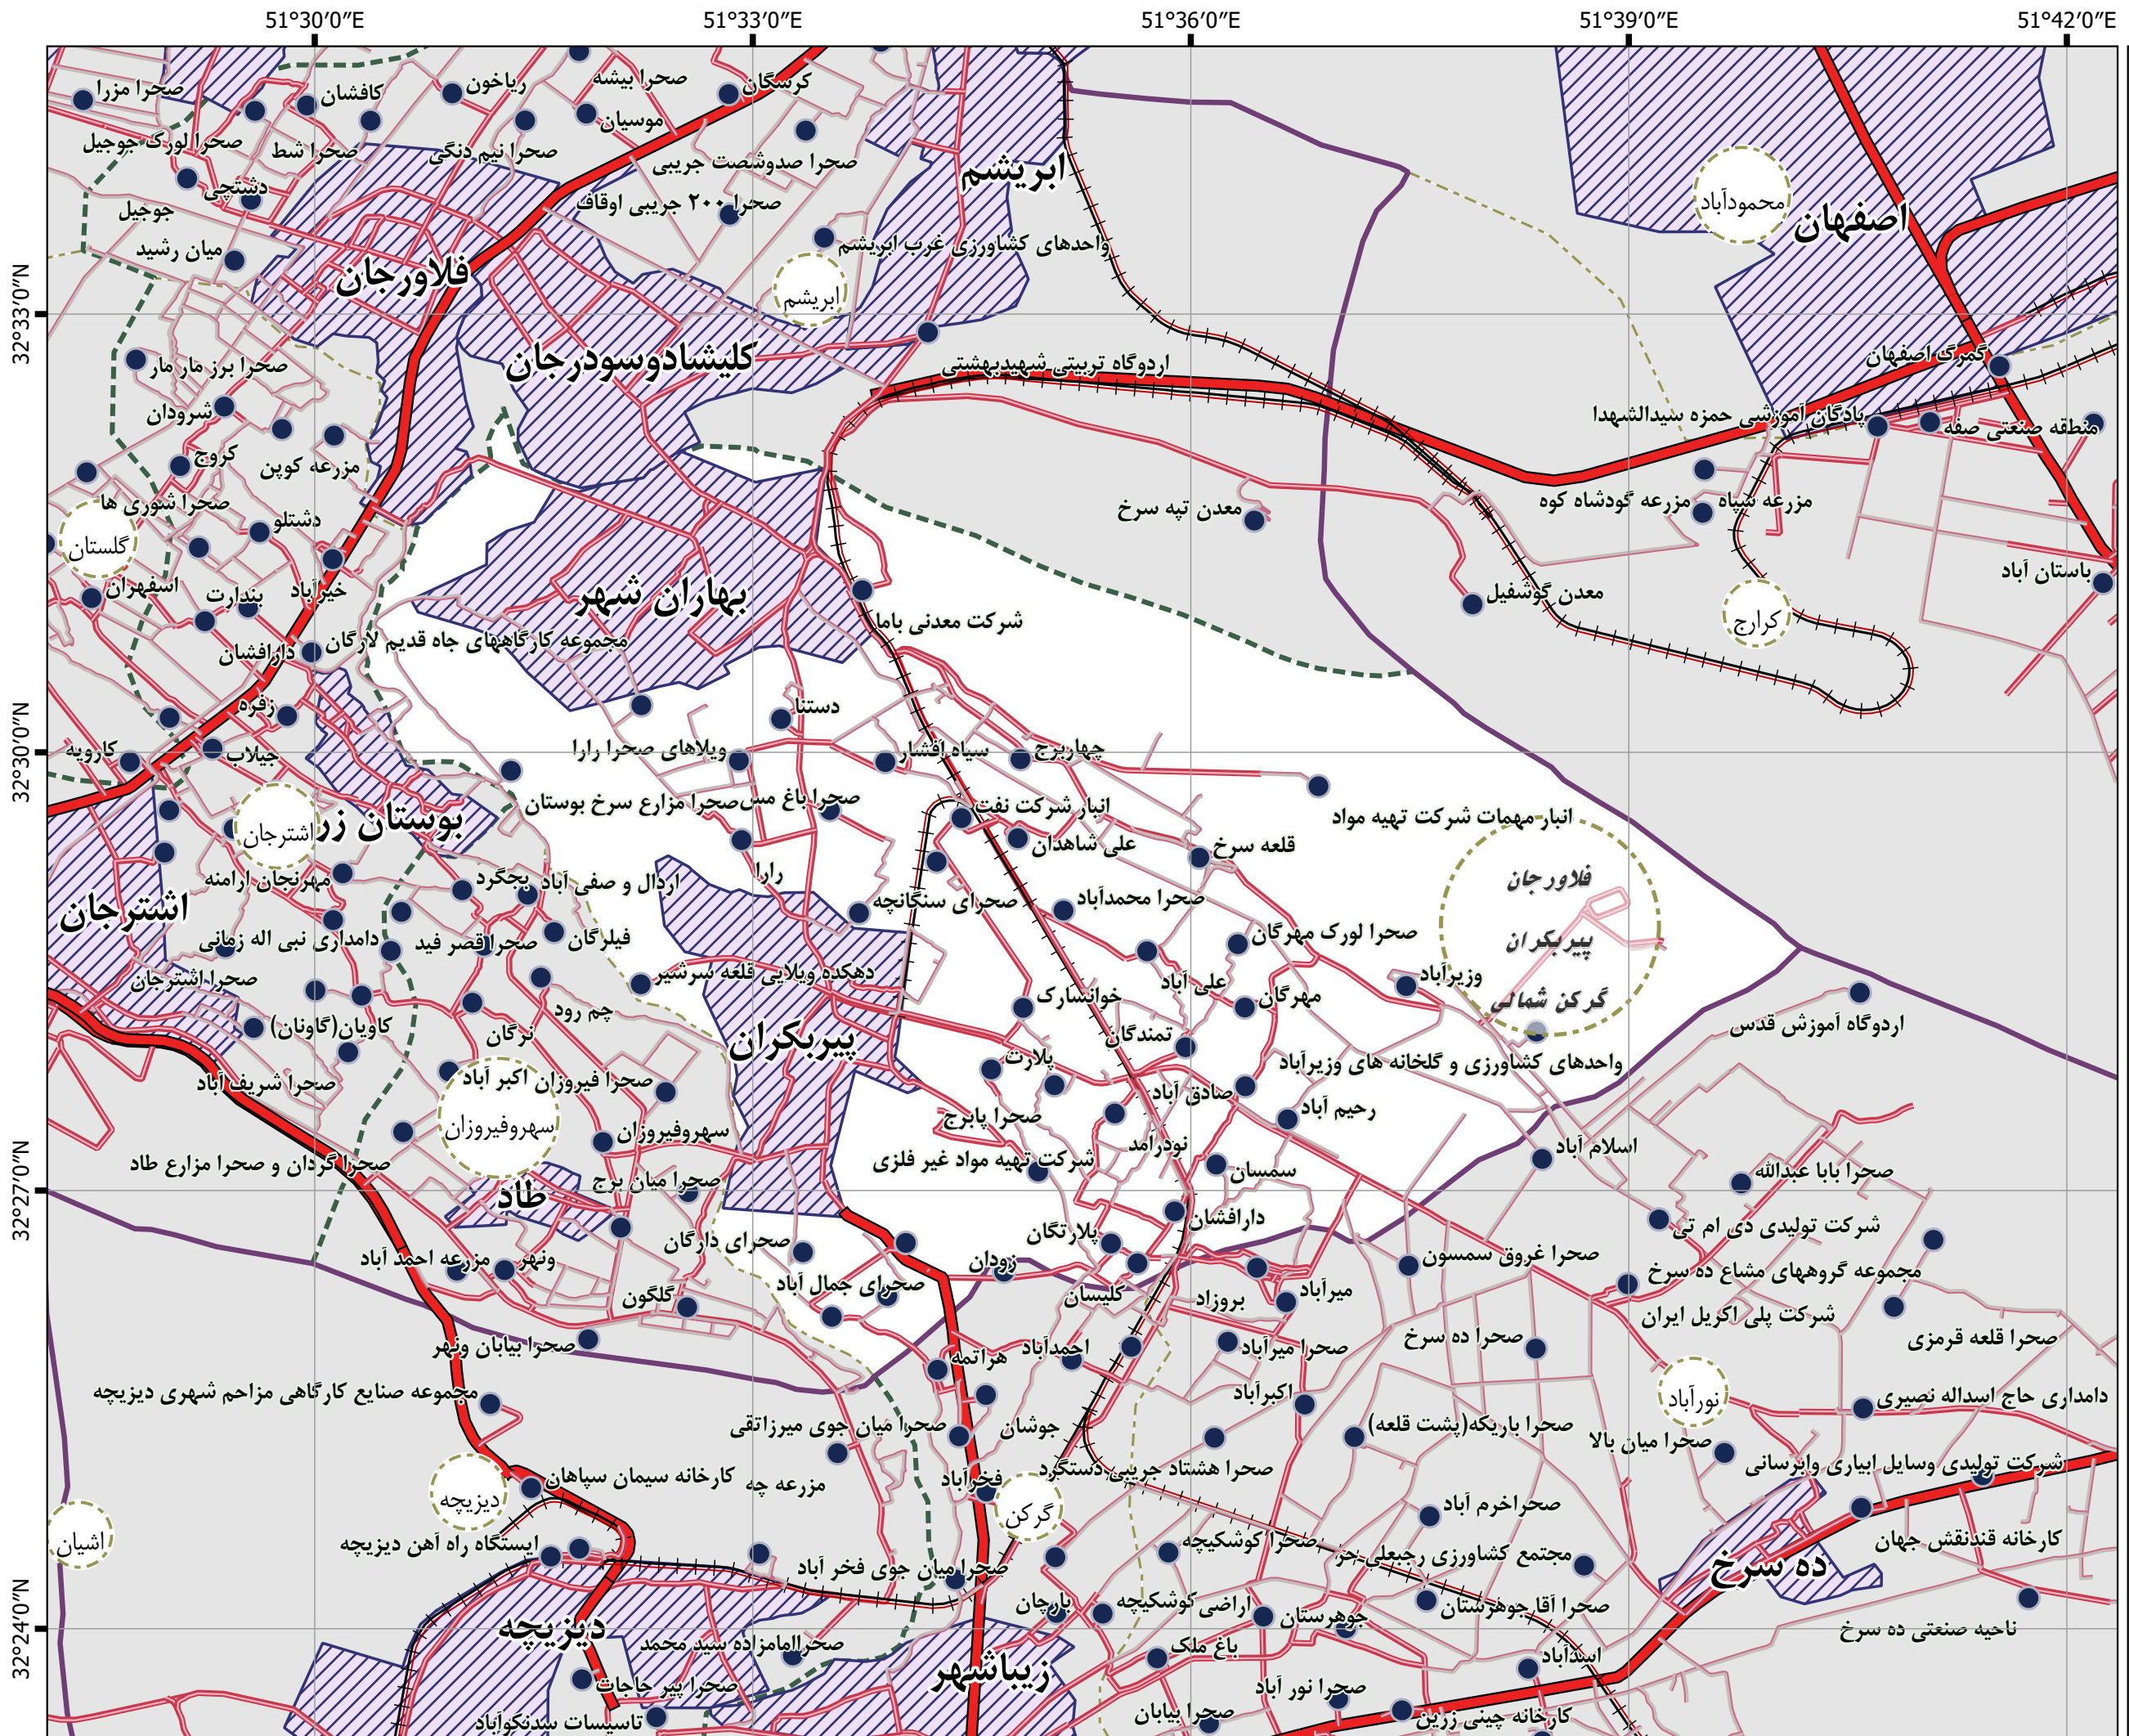 51°30′0″E
51°33′0″E
51°36′0″E
51°39′0″E
51°42′0″E
32°33′0″N
32°30′0″N
32°27′0″N
32°24′0″N
صحرا مزرا
کافشان
ریاخون
صحرا بیشه
کرسگان
موسیان
صحرا لورک جوجیل
صحرا شط
صحرا نیم دنگی
صحرا صدوشصت جریبی
ابریشم
دشتچی
جوجیل
صحرا ۲۰۰ جریبی اوقاف
محمودآباد
اصفهان
میان رشید
واحدهای کشاورزی غرب ابریشم
فلاورجان
ابریشم
کلیشادوسودرجان
اردوگاه تربیتی شهیدبهشتی
گمرگ اصفهان
صحرا برز مار مار
شرودان
پادگان آموزشی حمزه سیدالشهدا
منطقه صنعتی صفه
کروج
مزرعه کوپن
صحرا شوری ها
دشتلو
معدن تپه سرخ
مزرعه گودشاه کوه
مزرعه سپاه
گلستان
اسفهران
بندارت
خیرآباد
بهاران شهر
معدن گوشفیل
باستان آباد
کرارج
شرکت معدنی باما
مجموعه کارگاههای جاه قدیم لارگان
دارافشان
زفره
دستنا
کارویه
جیلاب
ویلاهای صحرا رارا
سیاه افشار
چهاربرج
صحرا مزارع سرخ بوستان
صحرا باغ مس
انبار شرکت نفت
انبار مهمات شرکت تهیه مواد
اشترجان
بوستان زر
علی شاهدان
قلعه سرخ
رارا
مهرنجان ارامنه
بجگرد
اردال و صفی آباد
فلاورجان
صحرای سنگانچه
صحرا محمدآباد
اشترجان
دامداری نبی اله زمانی
صحرا قصر فید
فیلرگان
صحرا لورک مهرگان
پیربکران
صحرا اشترجان
دهکده ویلایی قلعه سرشیر
علی آباد
وزیرآباد
چم رود
خوانسارک
مهرگان
گرکن شمالی
کاویان(گاونان)
نرگان
پیربکران
تمندگان
اردوگاه آموزش قدس
پلارت
واحدهای کشاورزی و گلخانه های وزیرآباد
صحرا شریف آباد
اکبر آباد
صحرا فیروزان
صادق آباد
سهروفیروزان
صحرا پابرج
رحیم آباد
سهروفیروزان
نودرآمد
اسلام آباد
صحرا گردان و صحرا مزارع طاد
شرکت تهیه مواد غیر فلزی
سمسان
صحرا بابا عبدالله
طاد
صحرا میان برج
دارافشان
شرکت تولیدی دی ام تی
پلارتگان
صحرای دارگان
مزرعه احمد آباد
ونهر
زودان
صحرا غروق سمسون
مجموعه گروههای مشاع ده سرخ
صحرای جمال آباد
گلگون
کلیسان
بروزاد
میرآباد
شرکت پلی اکریل ایران
صحرا قلعه قرمزی
صحرا بیابان ونهر
هراتمه
احمدآباد
صحرا میرآباد
صحرا ده سرخ
مجموعه صنایع کارگاهی مزاحم شهری دیزیچه
اکبرآباد
نورآباد
دامداری حاج اسداله نصیری
صحرا میان جوی میرزاتقی
جوشان
صحرا باریکه(پشت قلعه)
صحرا میان بالا
کارخانه سیمان سپاهان
مزرعه چه
فخرآباد
صحرا هشتاد جریبی دستگرد
شرکت تولیدی وسایل ابیاری وابرسانی
دیزیچه
گرکن
صحراخرم آباد
اشیان
ایستگاه راه آهن دیزیچه
صحرا میان جوی فخر آباد
صحرا کوشکیچه
مجتمع کشاورزی رجبعلی جز
کارخانه قندنقش جهان
ده سرخ
دیزیچه
بارچان
اراضی کوشکیچه
جوهرستان
صحرا آقا جوهرستان
ناحیه صنعتی ده سرخ
صحراامامزاده سید محمد
زیباشهر
باغ ملک
اسدآباد
صحرا پیر حاجات
صحرا نور آباد
تاسیسات سدنکوآباد
صحرا بیابان
کارخانه چینی زرین